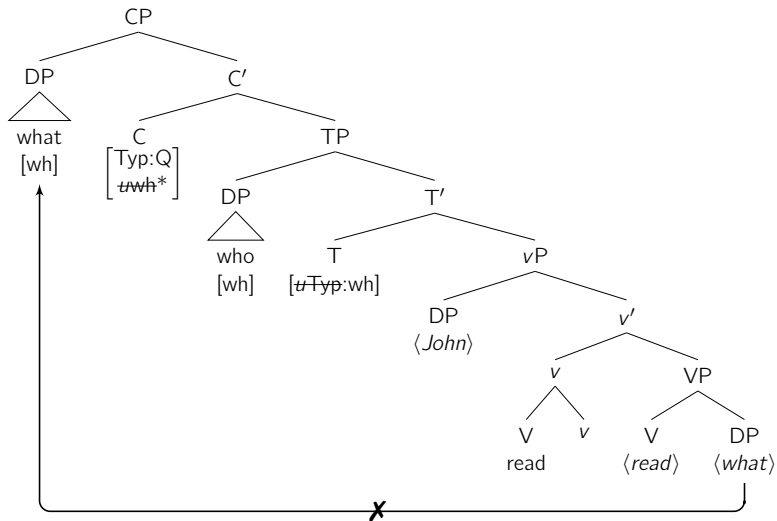 CP
DP C′
what
[wh]
C TP
[Typ:Q
uwh*]
DP T′
who
[wh]
T vP
[uTyp:wh]
DP v′
⟨John⟩
v VP
V v V DP
read ⟨read⟩ ⟨what⟩
✗